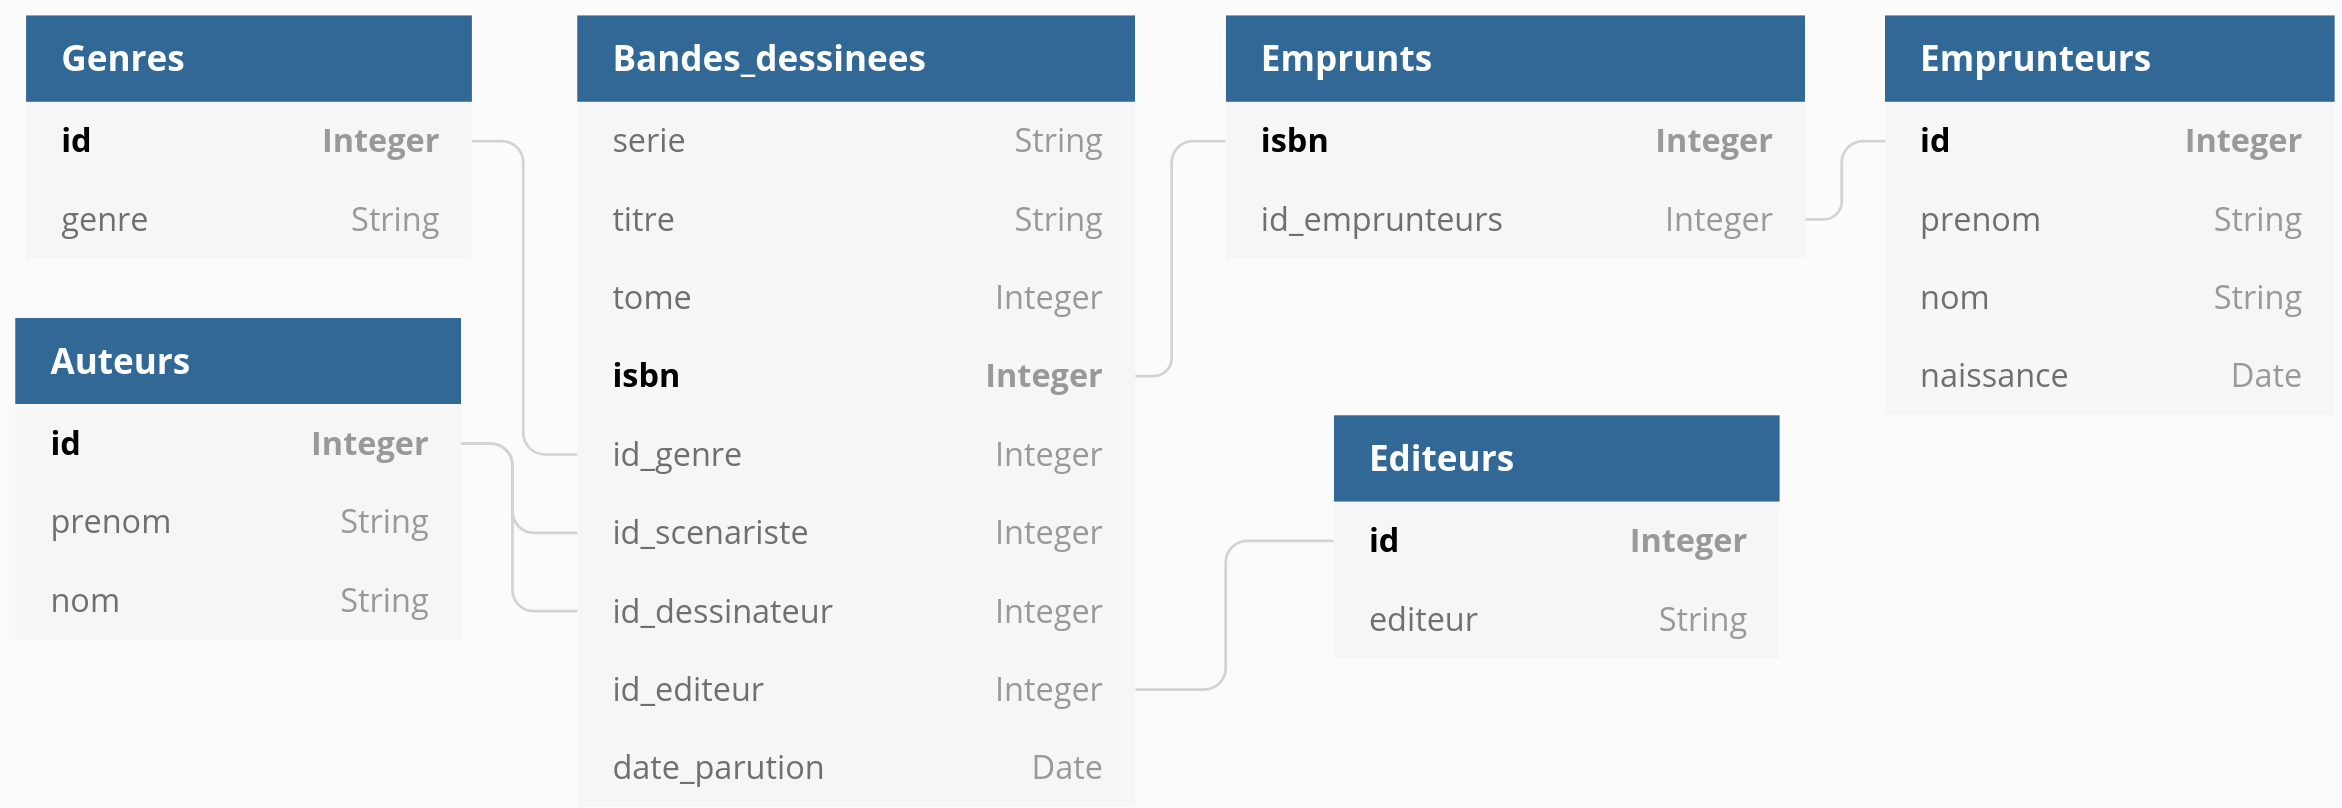 Genres
id Integer
genre String
Auteurs
id Integer
prenom String
nom String
Bandes_dessinees
serie String
titre String
tome Integer
isbn Integer
id_genre Integer
id_scenariste Integer
id_dessinateur Integer
id_editeur Integer
date_parution Date
Emprunts
isbn Integer
id_emprunteurs Integer
Editeurs
id Integer
editeur String
Emprunteurs
id Integer
prenom String
nom String
naissance Date